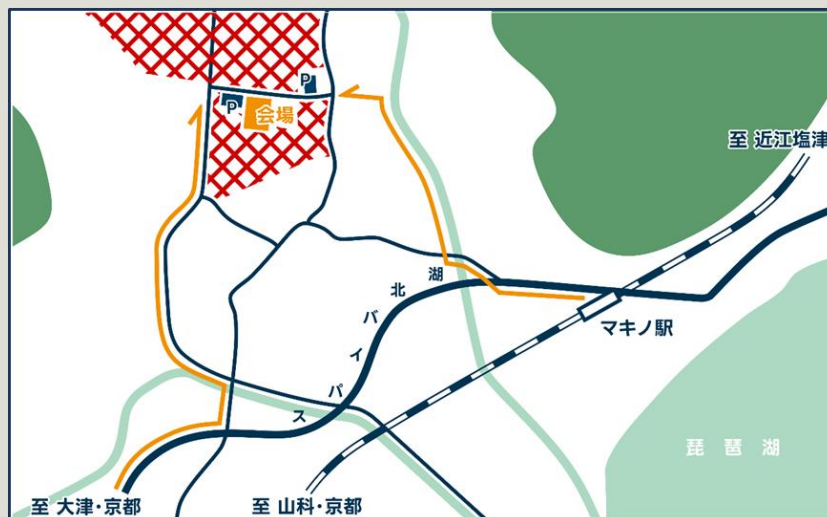 P
P
会場
至 近江塩津
湖北バイパス
マキノ駅
琵琶湖
至 大津・京都
至 山科・京都